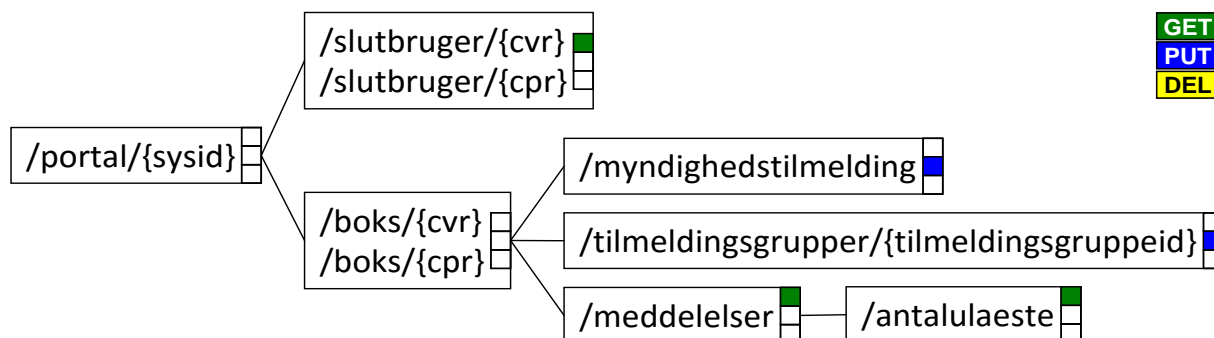 /slutbruger/{cvr}
/slutbruger/{cpr}
GET
PUT
DEL
/portal/{sysid}
/boks/{cvr}
/boks/{cpr}
/myndighedstilmelding
/tilmeldingsgrupper/{tilmeldingsgruppeid}
/meddelelser
/antalulaeste